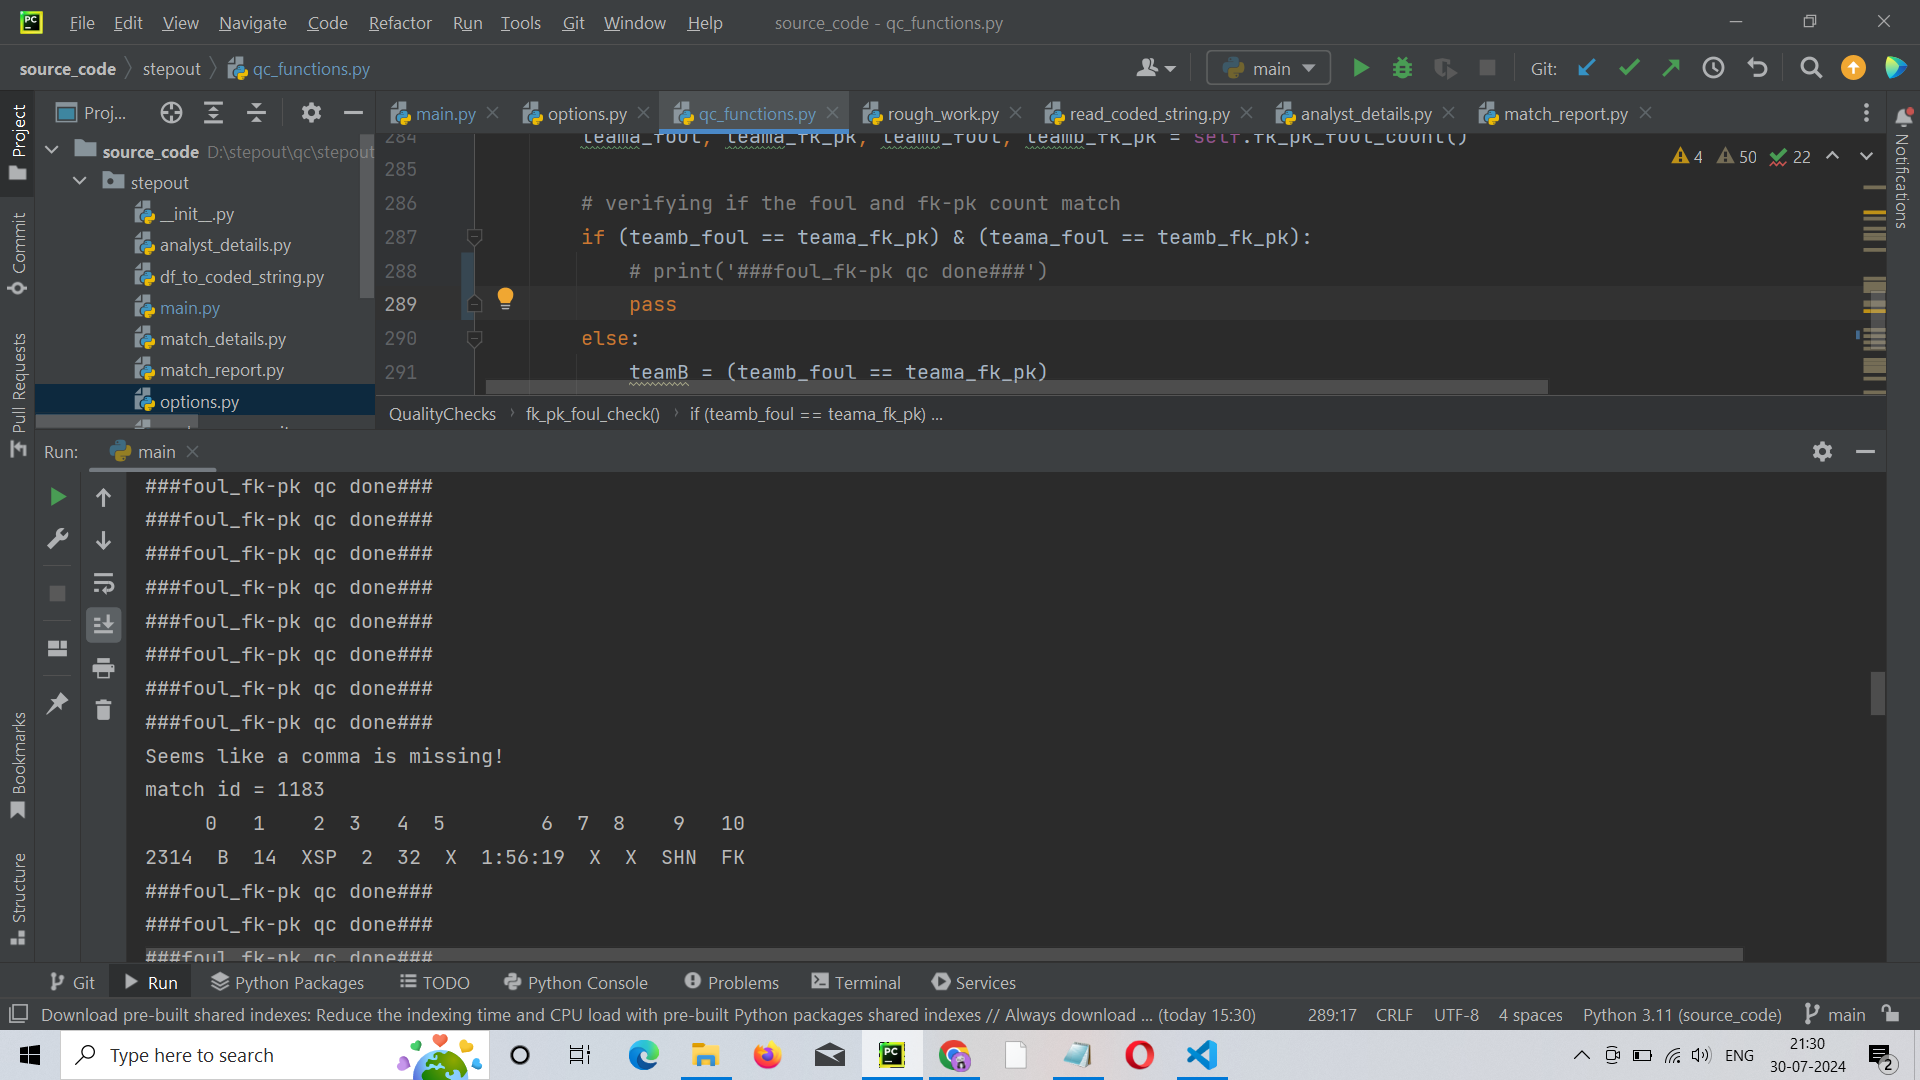 PC
File Edit View Navigate Code Refactor Run Tools Git Window Help source_code - qc_functions.py
source_code stepout qc_functions.py main Git:
Project Proj... main.py options.py qc_functions.py rough_work.py read_coded_string.py analyst_details.py match_report.py
source_code D:\stepout\qc\stepout
stepout
__init__.py
analyst_details.py
df_to_coded_string.py
main.py
match_details.py
match_report.py
options.py
284 teama_foul, teama_fk_pk, teamb_foul, teamb_fk_pk = self.fk_pk_foul_count()
285
286 # verifying if the foul and fk-pk count match
287 if (teamb_foul == teama_fk_pk) & (teama_foul == teamb_fk_pk):
288 # print('###foul_fk-pk qc done###')
289 pass
290 else:
291 teamB = (teamb_foul == teama_fk_pk)
4 50 22
Notifications
Commit
Pull Requests
Bookmarks
Structure
QualityChecks fk_pk_foul_check() if (teamb_foul == teama_fk_pk) ...
Run: main
###foul_fk-pk qc done###
###foul_fk-pk qc done###
###foul_fk-pk qc done###
###foul_fk-pk qc done###
###foul_fk-pk qc done###
###foul_fk-pk qc done###
###foul_fk-pk qc done###
###foul_fk-pk qc done###
Seems like a comma is missing!
match id = 1183
0 1 2 3 4 5 6 7 8 9 10
2314 B 14 XSP 2 32 X 1:56:19 X X SHN FK
###foul_fk-pk qc done###
###foul_fk-pk qc done###
###foul_fk-pk qc done###
Git Run Python Packages TODO Python Console Problems Terminal Services
Download pre-built shared indexes: Reduce the indexing time and CPU load with pre-built Python packages shared indexes // Always download ... (today 15:30) 289:17 CRLF UTF-8 4 spaces Python 3.11 (source_code) main
Type here to search PC ENG 21:30
30-07-2024 2